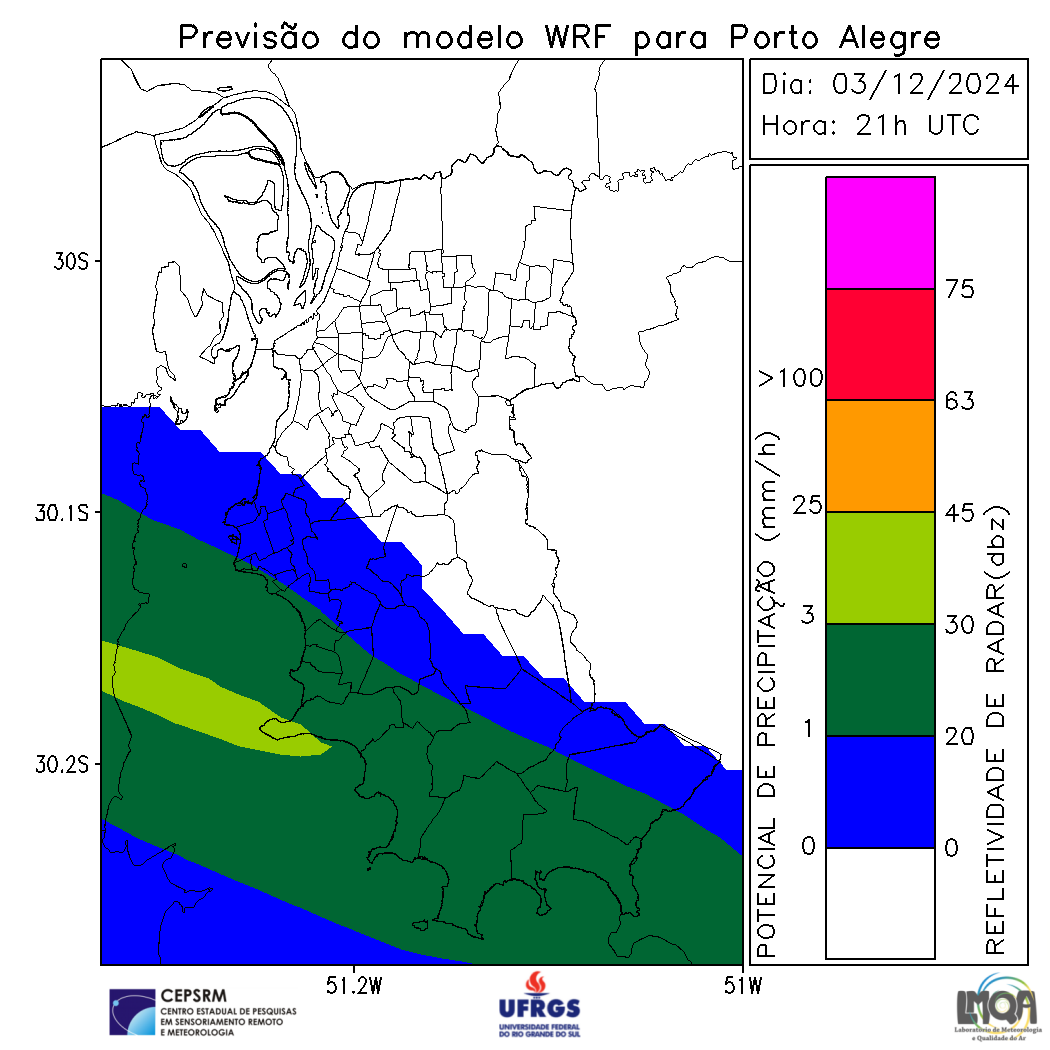 Previsão do modelo WRF para Porto Alegre
Dia: 03/12/2024
Hora: 21h UTC
30S
30.1S
30.2S
51.2W
51W
POTENCIAL DE PRECIPITAÇÃO (mm/h)
>100
25
3
1
0
75
63
45
30
20
0
REFLETIVIDADE DE RADAR(dbz)
CEPSRM
CENTRO ESTADUAL DE PESQUISAS
EM SENSORIAMENTO REMOTO
E METEOROLOGIA
UFRGS
UNIVERSIDADE FEDERAL
DO RIO GRANDE DO SUL
LMQA
Laboratório de Meteorologia
e Qualidade do Ar